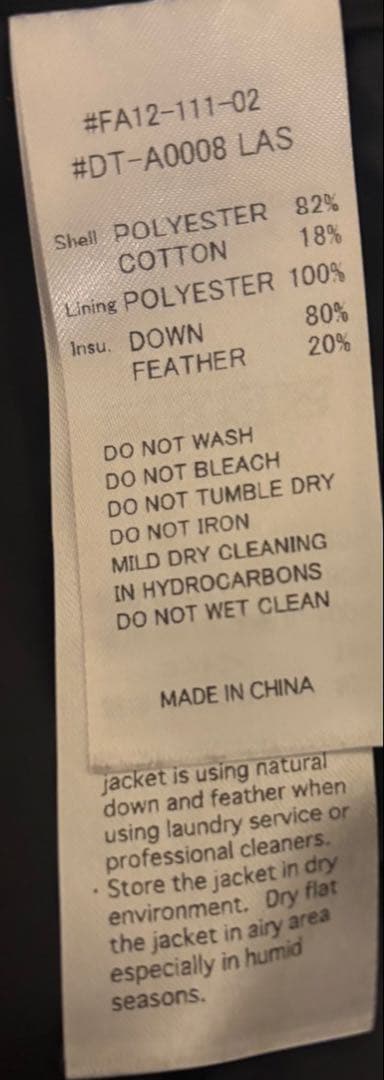 #FA12-111-02
#DT-A0008 LAS
Shell POLYESTER 82%
COTTON 18%
Lining POLYESTER 100%
Insu. DOWN 80%
FEATHER 20%
DO NOT WASH
DO NOT BLEACH
DO NOT TUMBLE DRY
DO NOT IRON
MILD DRY CLEANING
IN HYDROCARBONS
DO NOT WET CLEAN
MADE IN CHINA
jacket is using natural
down and feather when
using laundry service or
professional cleaners.
・Store the jacket in dry
environment. Dry flat
the jacket in airy area
especially in humid
seasons.